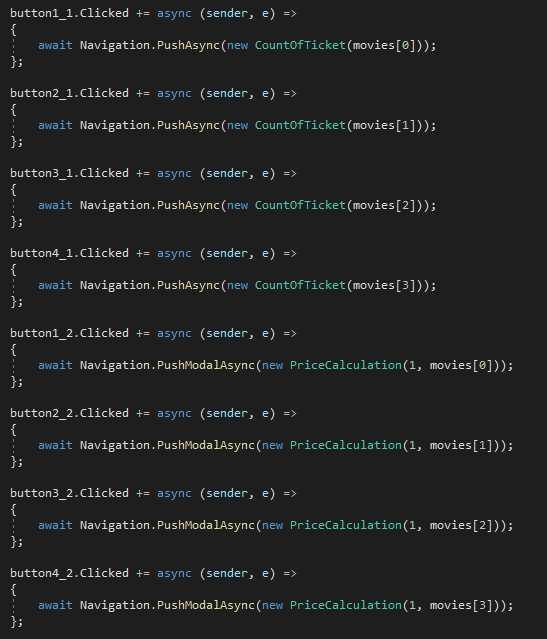 button1_1.Clicked += async (sender, e) =>
{
    await Navigation.PushAsync(new CountOfTicket(movies[0]));
};

button2_1.Clicked += async (sender, e) =>
{
    await Navigation.PushAsync(new CountOfTicket(movies[1]));
};

button3_1.Clicked += async (sender, e) =>
{
    await Navigation.PushAsync(new CountOfTicket(movies[2]));
};

button4_1.Clicked += async (sender, e) =>
{
    await Navigation.PushAsync(new CountOfTicket(movies[3]));
};

button1_2.Clicked += async (sender, e) =>
{
    await Navigation.PushModalAsync(new PriceCalculation(1, movies[0]));
};

button2_2.Clicked += async (sender, e) =>
{
    await Navigation.PushModalAsync(new PriceCalculation(1, movies[1]));
};

button3_2.Clicked += async (sender, e) =>
{
    await Navigation.PushModalAsync(new PriceCalculation(1, movies[2]));
};

button4_2.Clicked += async (sender, e) =>
{
    await Navigation.PushModalAsync(new PriceCalculation(1, movies[3]));
};